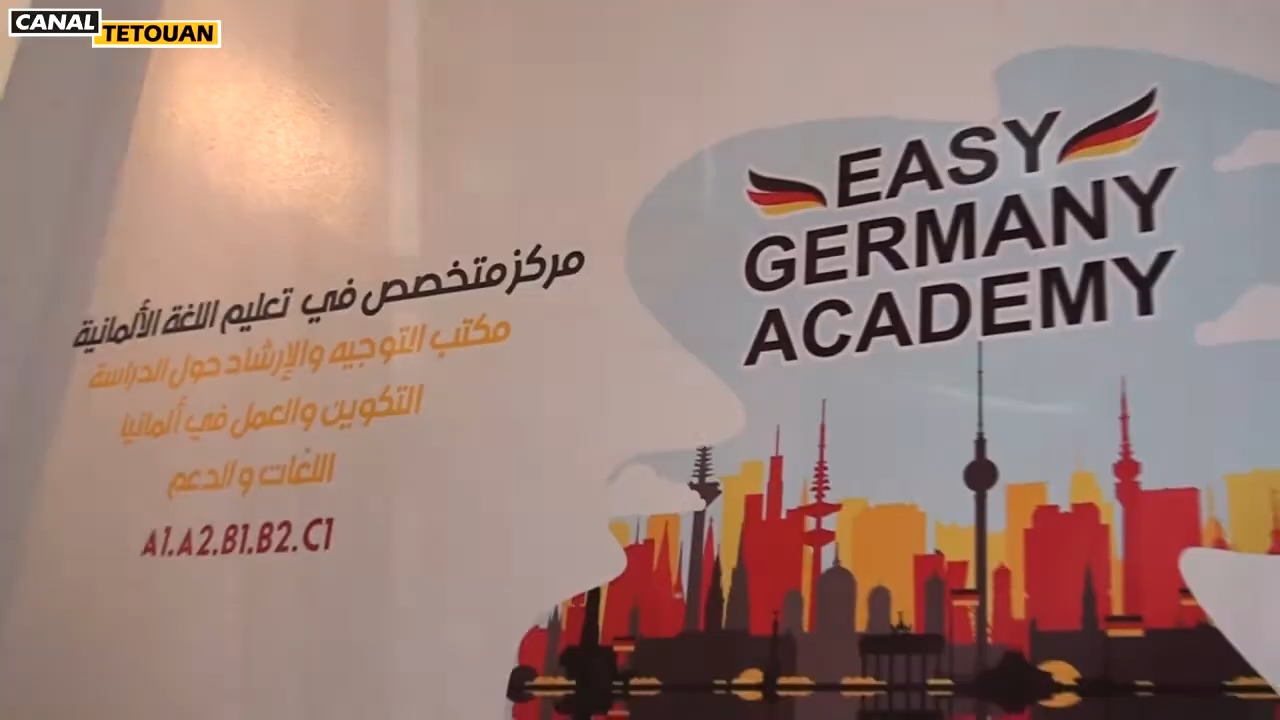 CANAL
TETOUAN
EASY
GERMANY
ACADEMY
مركز متخصص في تعليم اللغة الألمانية
مكتب التوجيه والإرشاد حول الدراسة
التكوين والعمل في ألمانيا
اللغات و الدعم
A1.A2.B1.B2.C1